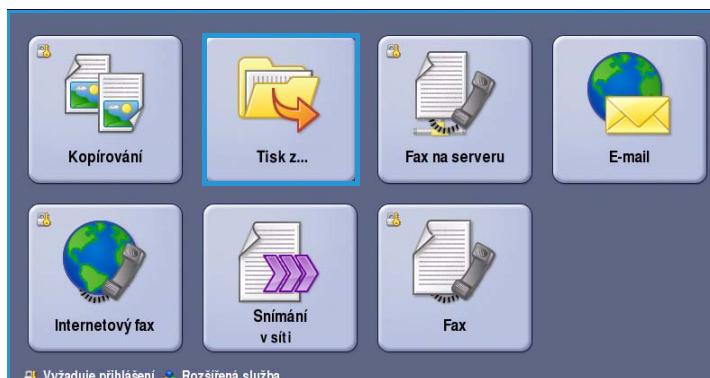 Kopírování
Tisk z...
Fax na serveru
E-mail
Internetový fax
Snímání
v síti
Fax
Vyžaduje přihlášení Rozšířená služba